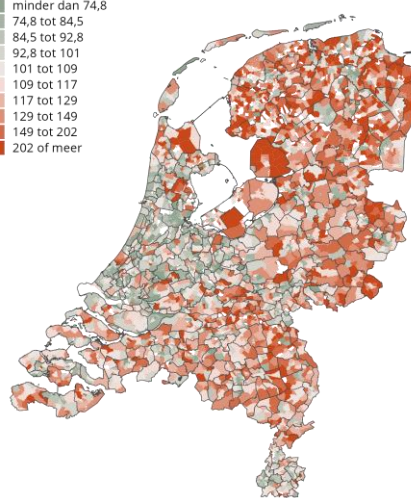 minder dan 74,8
74,8 tot 84,5
84,5 tot 92,8
92,8 tot 101
101 tot 109
109 tot 117
117 tot 129
129 tot 149
149 tot 202
202 of meer